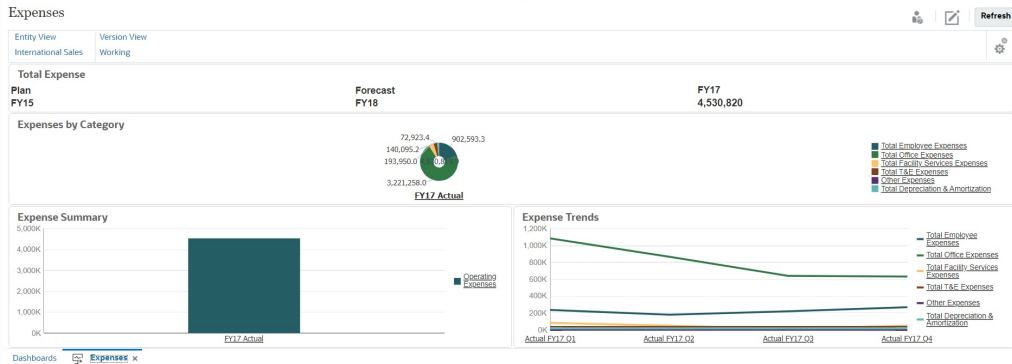 Expenses
Refresh
Entity View Version View
International Sales Working
Total Expense
Plan Forecast FY17
FY15 FY18 4,530,820
Expenses by Category
72,923.4 902,593.3
140,095.2
193,950.0
3,221,258.0
FY17 Actual
Total Employee Expenses
Total Office Expenses
Total Facility Services Expenses
Total T&E Expenses
Other Expenses
Total Depreciation & Amortization
Expense Summary
5,000K
4,000K
3,000K
2,000K
1,000K
0K
FY17 Actual
Operating
Expenses
Expense Trends
1,200K
1,000K
800K
600K
400K
200K
0K
Actual FY17 Q1 Actual FY17 Q2 Actual FY17 Q3 Actual FY17 Q4
Total Employee
Expenses
Total Office Expenses
Total Facility Services
Expenses
Total T&E Expenses
Other Expenses
Total Depreciation &
Amortization
Dashboards Expenses ×